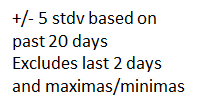 +/- 5 stdv based on
past 20 days
Excludes last 2 days
and maximas/minimas